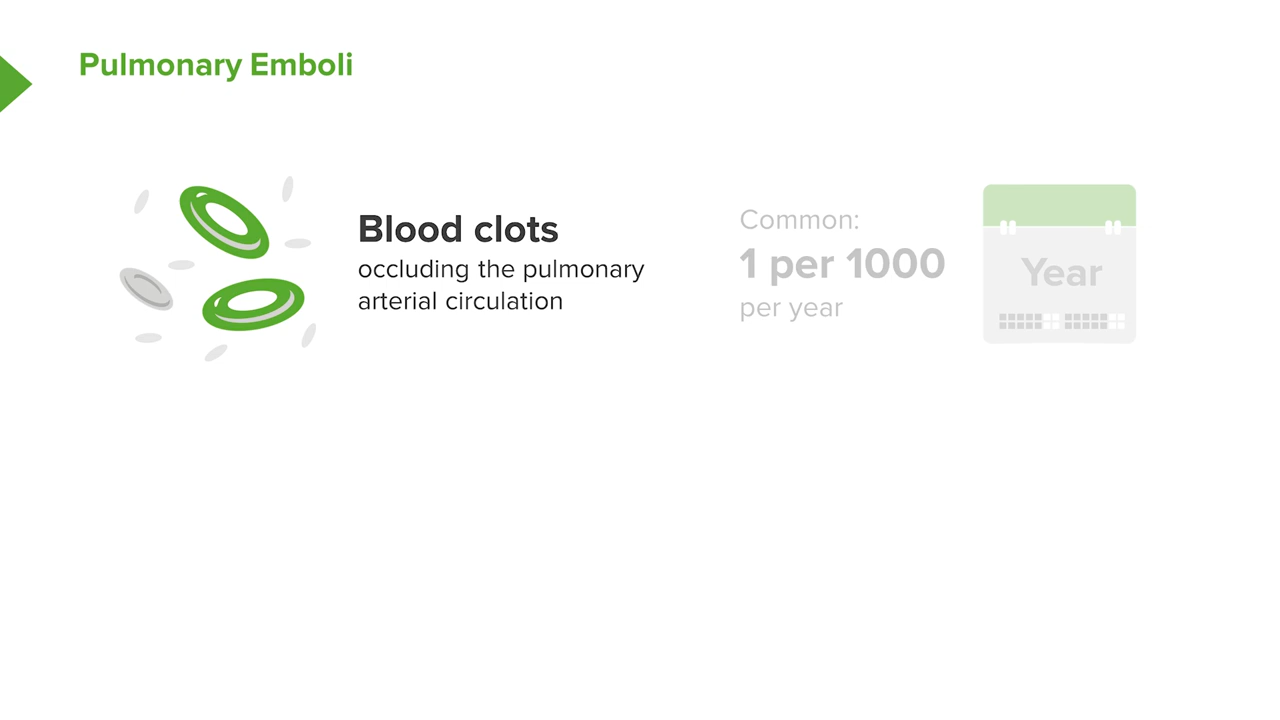 Pulmonary Emboli
Blood clots
occluding the pulmonary
arterial circulation
Common:
1 per 1000
per year
Year